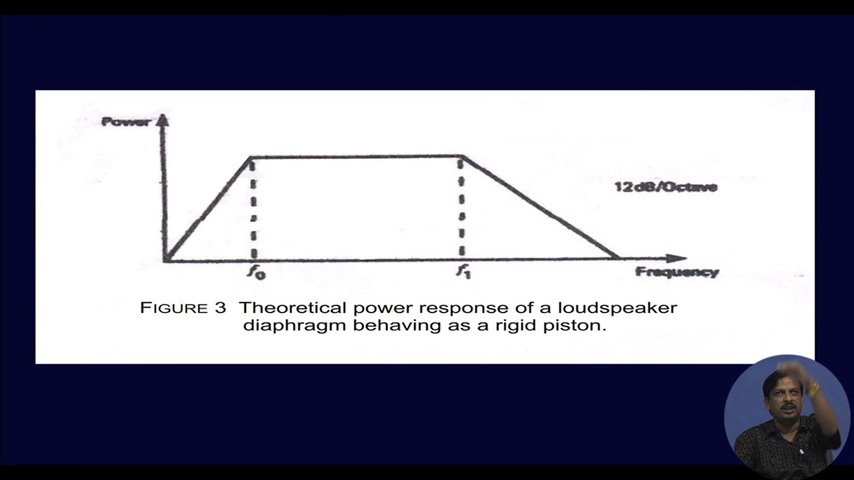 Power
12dB/Octave
f0
f1
Frequency
FIGURE 3 Theoretical power response of a loudspeaker
diaphragm behaving as a rigid piston.